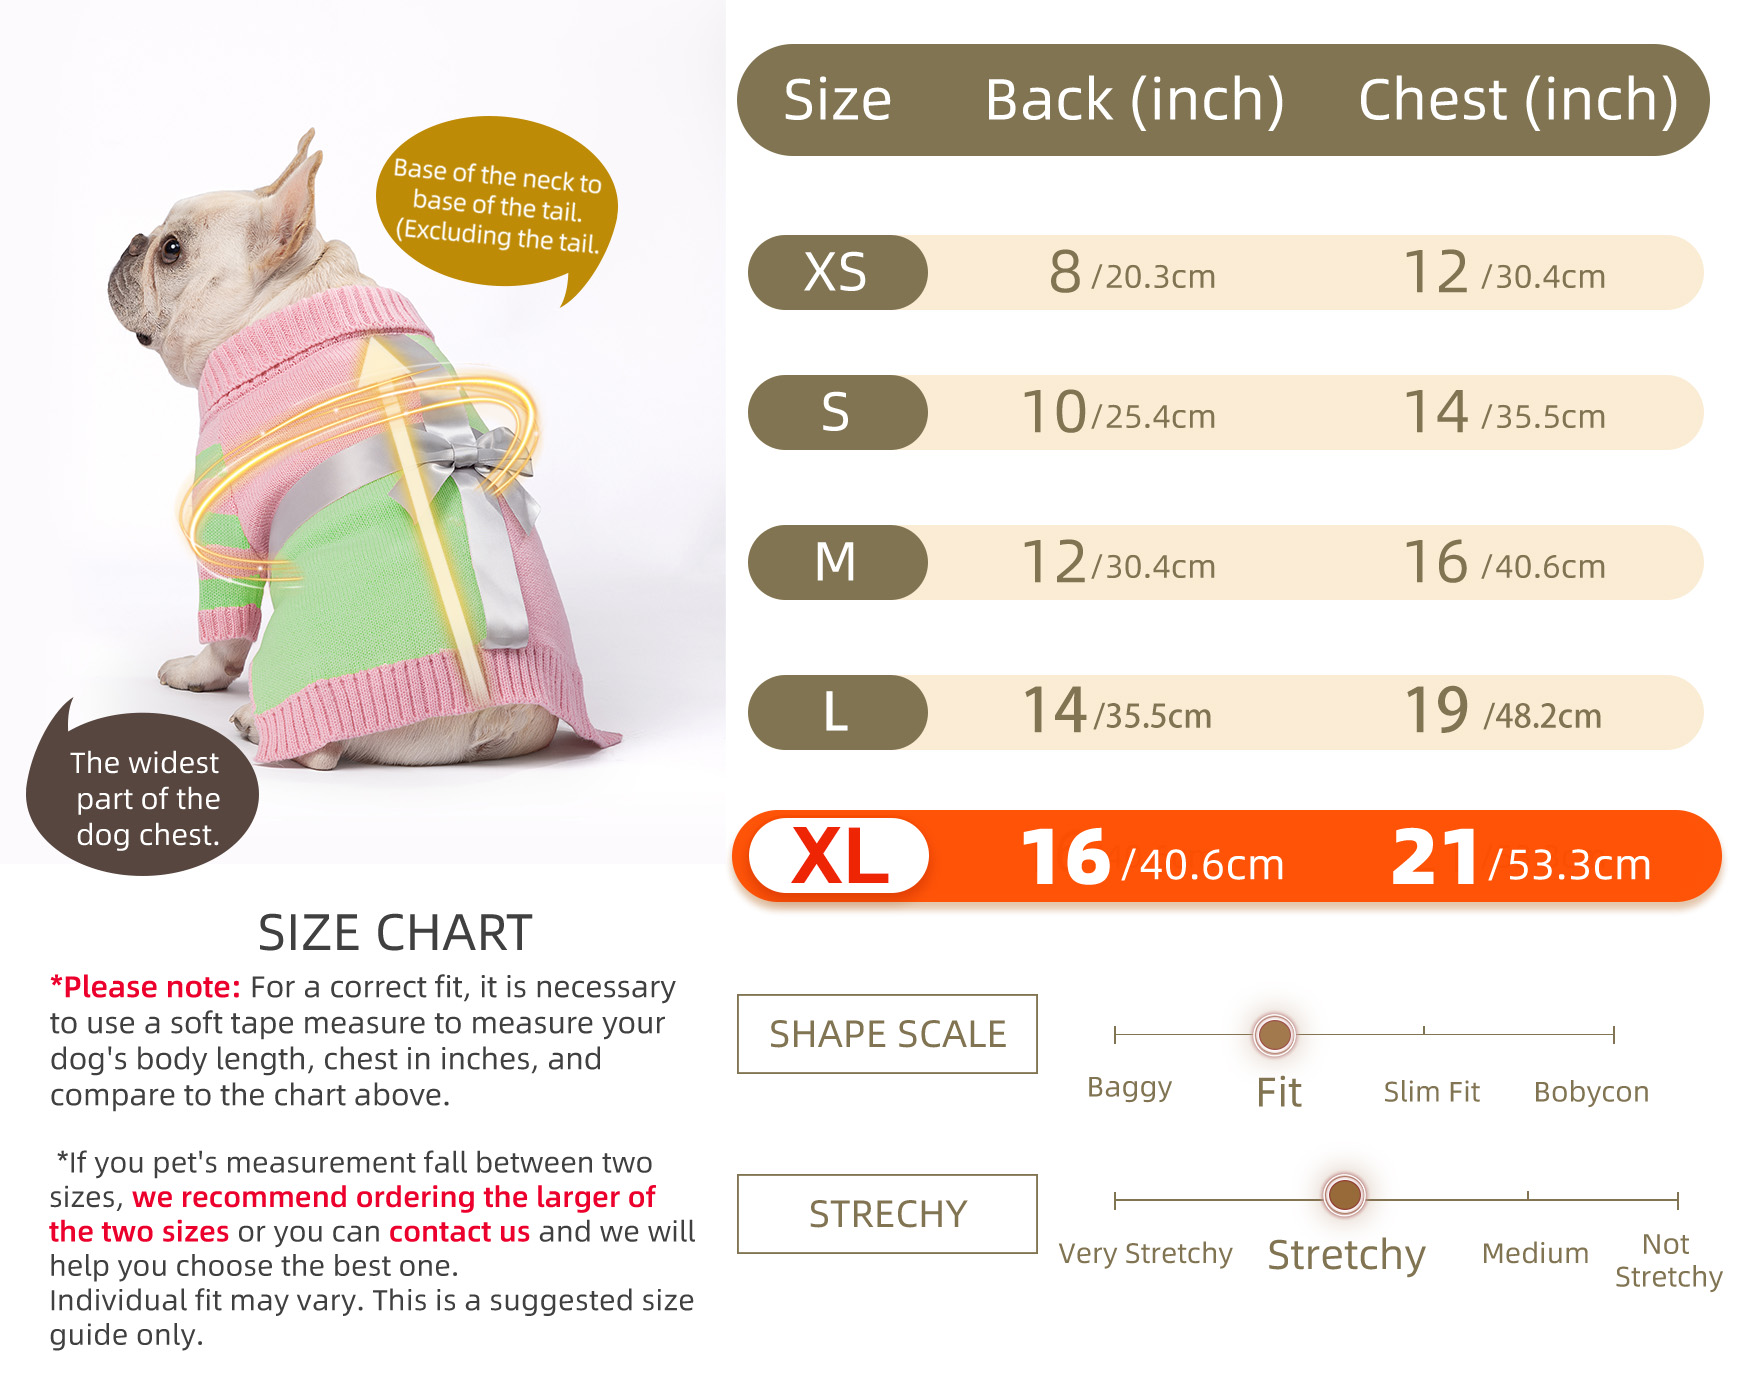 Base of the neck to
base of the tail.
(Excluding the tail.
The widest
part of the
dog chest.
SIZE CHART
*Please note: For a correct fit, it is necessary
to use a soft tape measure to measure your
dog's body length, chest in inches, and
compare to the chart above.
*If you pet's measurement fall between two
sizes, we recommend ordering the larger of
the two sizes or you can contact us and we will
help you choose the best one.
Individual fit may vary. This is a suggested size
guide only.
Size Back (inch) Chest (inch)
XS 8 /20.3cm 12 /30.4cm
S 10/25.4cm 14 /35.5cm
M 12/30.4cm 16 /40.6cm
L 14/35.5cm 19 /48.2cm
XL 16/40.6cm 21/53.3cm
SHAPE SCALE
Baggy Fit Slim Fit Bobycon
STRECHY
Very Stretchy Stretchy Medium Not
Stretchy